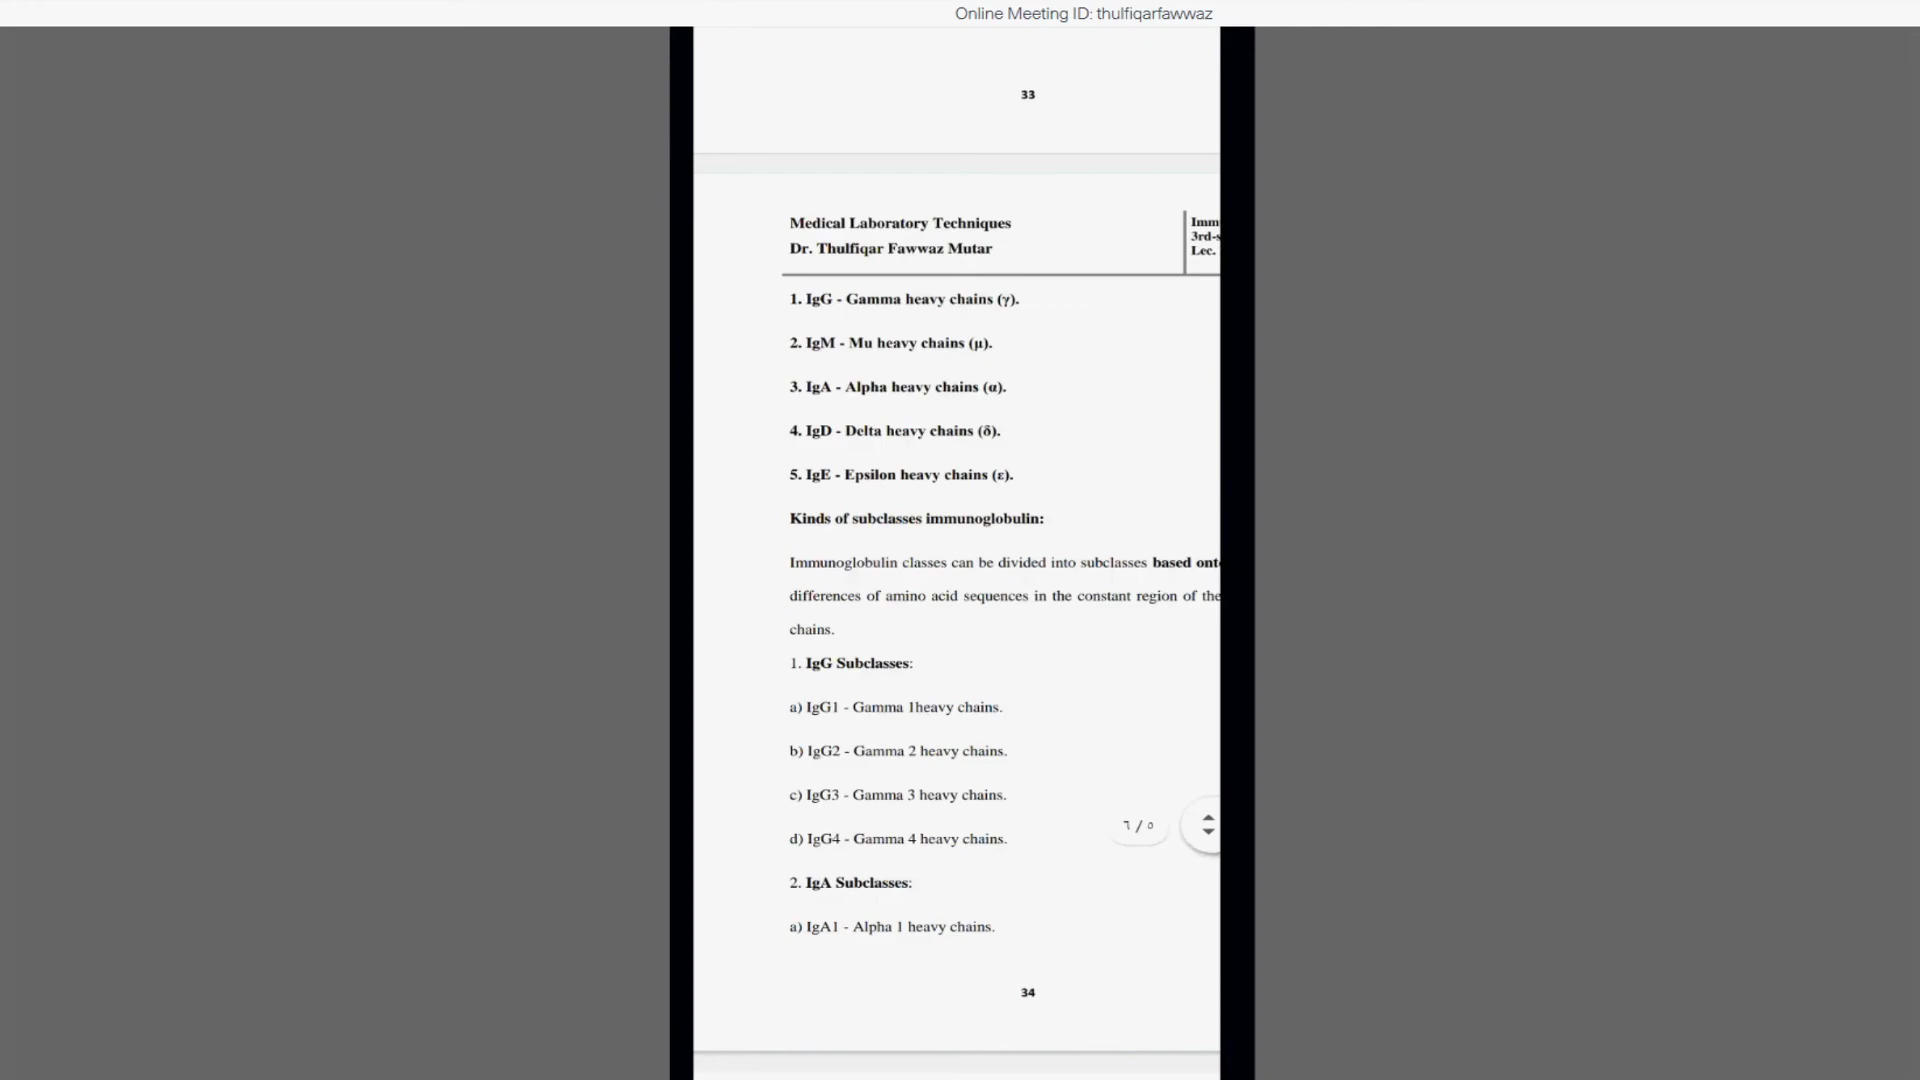 Online Meeting ID: thulfiqarfawwaz
33
Medical Laboratory Techniques
Dr. Thulfiqar Fawwaz Mutar
3rd-s
Lec.
1. IgG - Gamma heavy chains (γ).
2. IgM - Mu heavy chains (μ).
3. IgA - Alpha heavy chains (α).
4. IgD - Delta heavy chains (δ).
5. IgE - Epsilon heavy chains (ε).
Kinds of subclasses immunoglobulin:
Immunoglobulin classes can be divided into subclasses based
differences of amino acid sequences in the constant region of the
chains.
1. IgG Subclasses:
a) IgG1 - Gamma 1heavy chains.
b) IgG2 - Gamma 2 heavy chains.
c) IgG3 - Gamma 3 heavy chains.
٦ / ٥
d) IgG4 - Gamma 4 heavy chains.
2. IgA Subclasses:
a) IgA1 - Alpha 1 heavy chains.
34